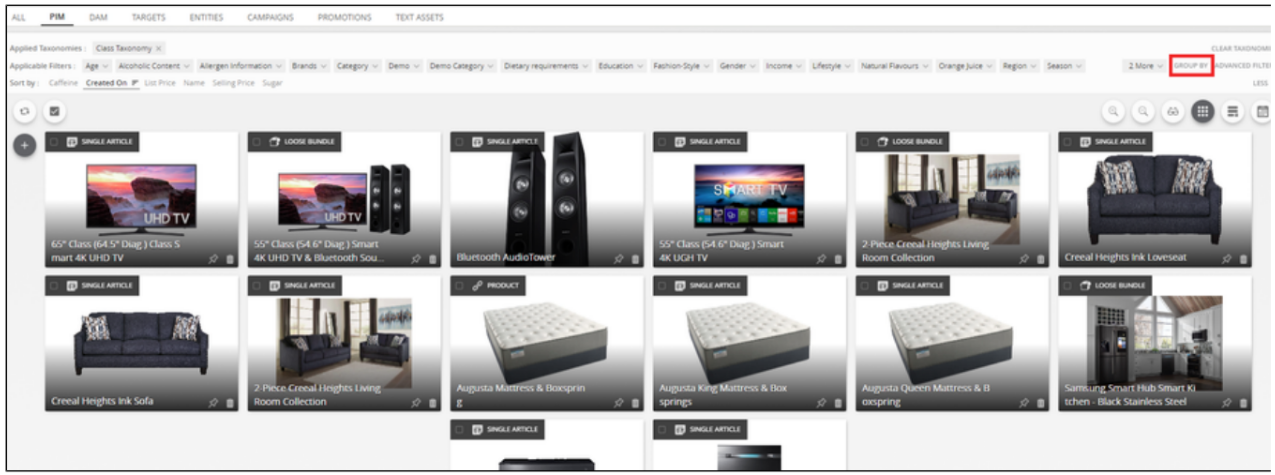 ALL PIM DAM TARGETS ENTITIES CAMPAIGNS PROMOTIONS TEXT ASSETS
Applied Taxonomies : Class Taxonomy × CLEAR TAXONOMIE
Applicable Filters : Age Alcoholic Content Allergen Information Brands Category Demo Demo Category Dietary requirements Education Fashion-Style Gender Income Lifestyle Natural Flavours Orange Juice Region Season 2 More GROUP BY ADVANCED FILTER
Sort by : Caffeine Created On List Price Name Selling Price Sugar LESS
SINGLE ARTICLE LOOSE BUNDLE SINGLE ARTICLE SINGLE ARTICLE LOOSE BUNDLE SINGLE ARTICLE
SMART TV
UHD TV UHD TV
65" Class (64.5" Diag.) Class S 55" Class (54.6" Diag.) Smart 55" Class (54.6" Diag.) Smart 2-Piece Creeal Heights Living
mart 4K UHD TV 4K UHD TV & Bluetooth Sou... Bluetooth AudioTower 4K UGH TV Room Collection Creeal Heights Ink Loveseat
SINGLE ARTICLE SINGLE ARTICLE PRODUCT SINGLE ARTICLE SINGLE ARTICLE LOOSE BUNDLE
2-Piece Creeal Heights Living Augusta Mattress & Boxsprin Augusta King Mattress & Box Augusta Queen Mattress & B Samsung Smart Hub Smart Ki
Creeal Heights Ink Sofa Room Collection g springs oxspring tchen - Black Stainless Steel
SINGLE ARTICLE SINGLE ARTICLE